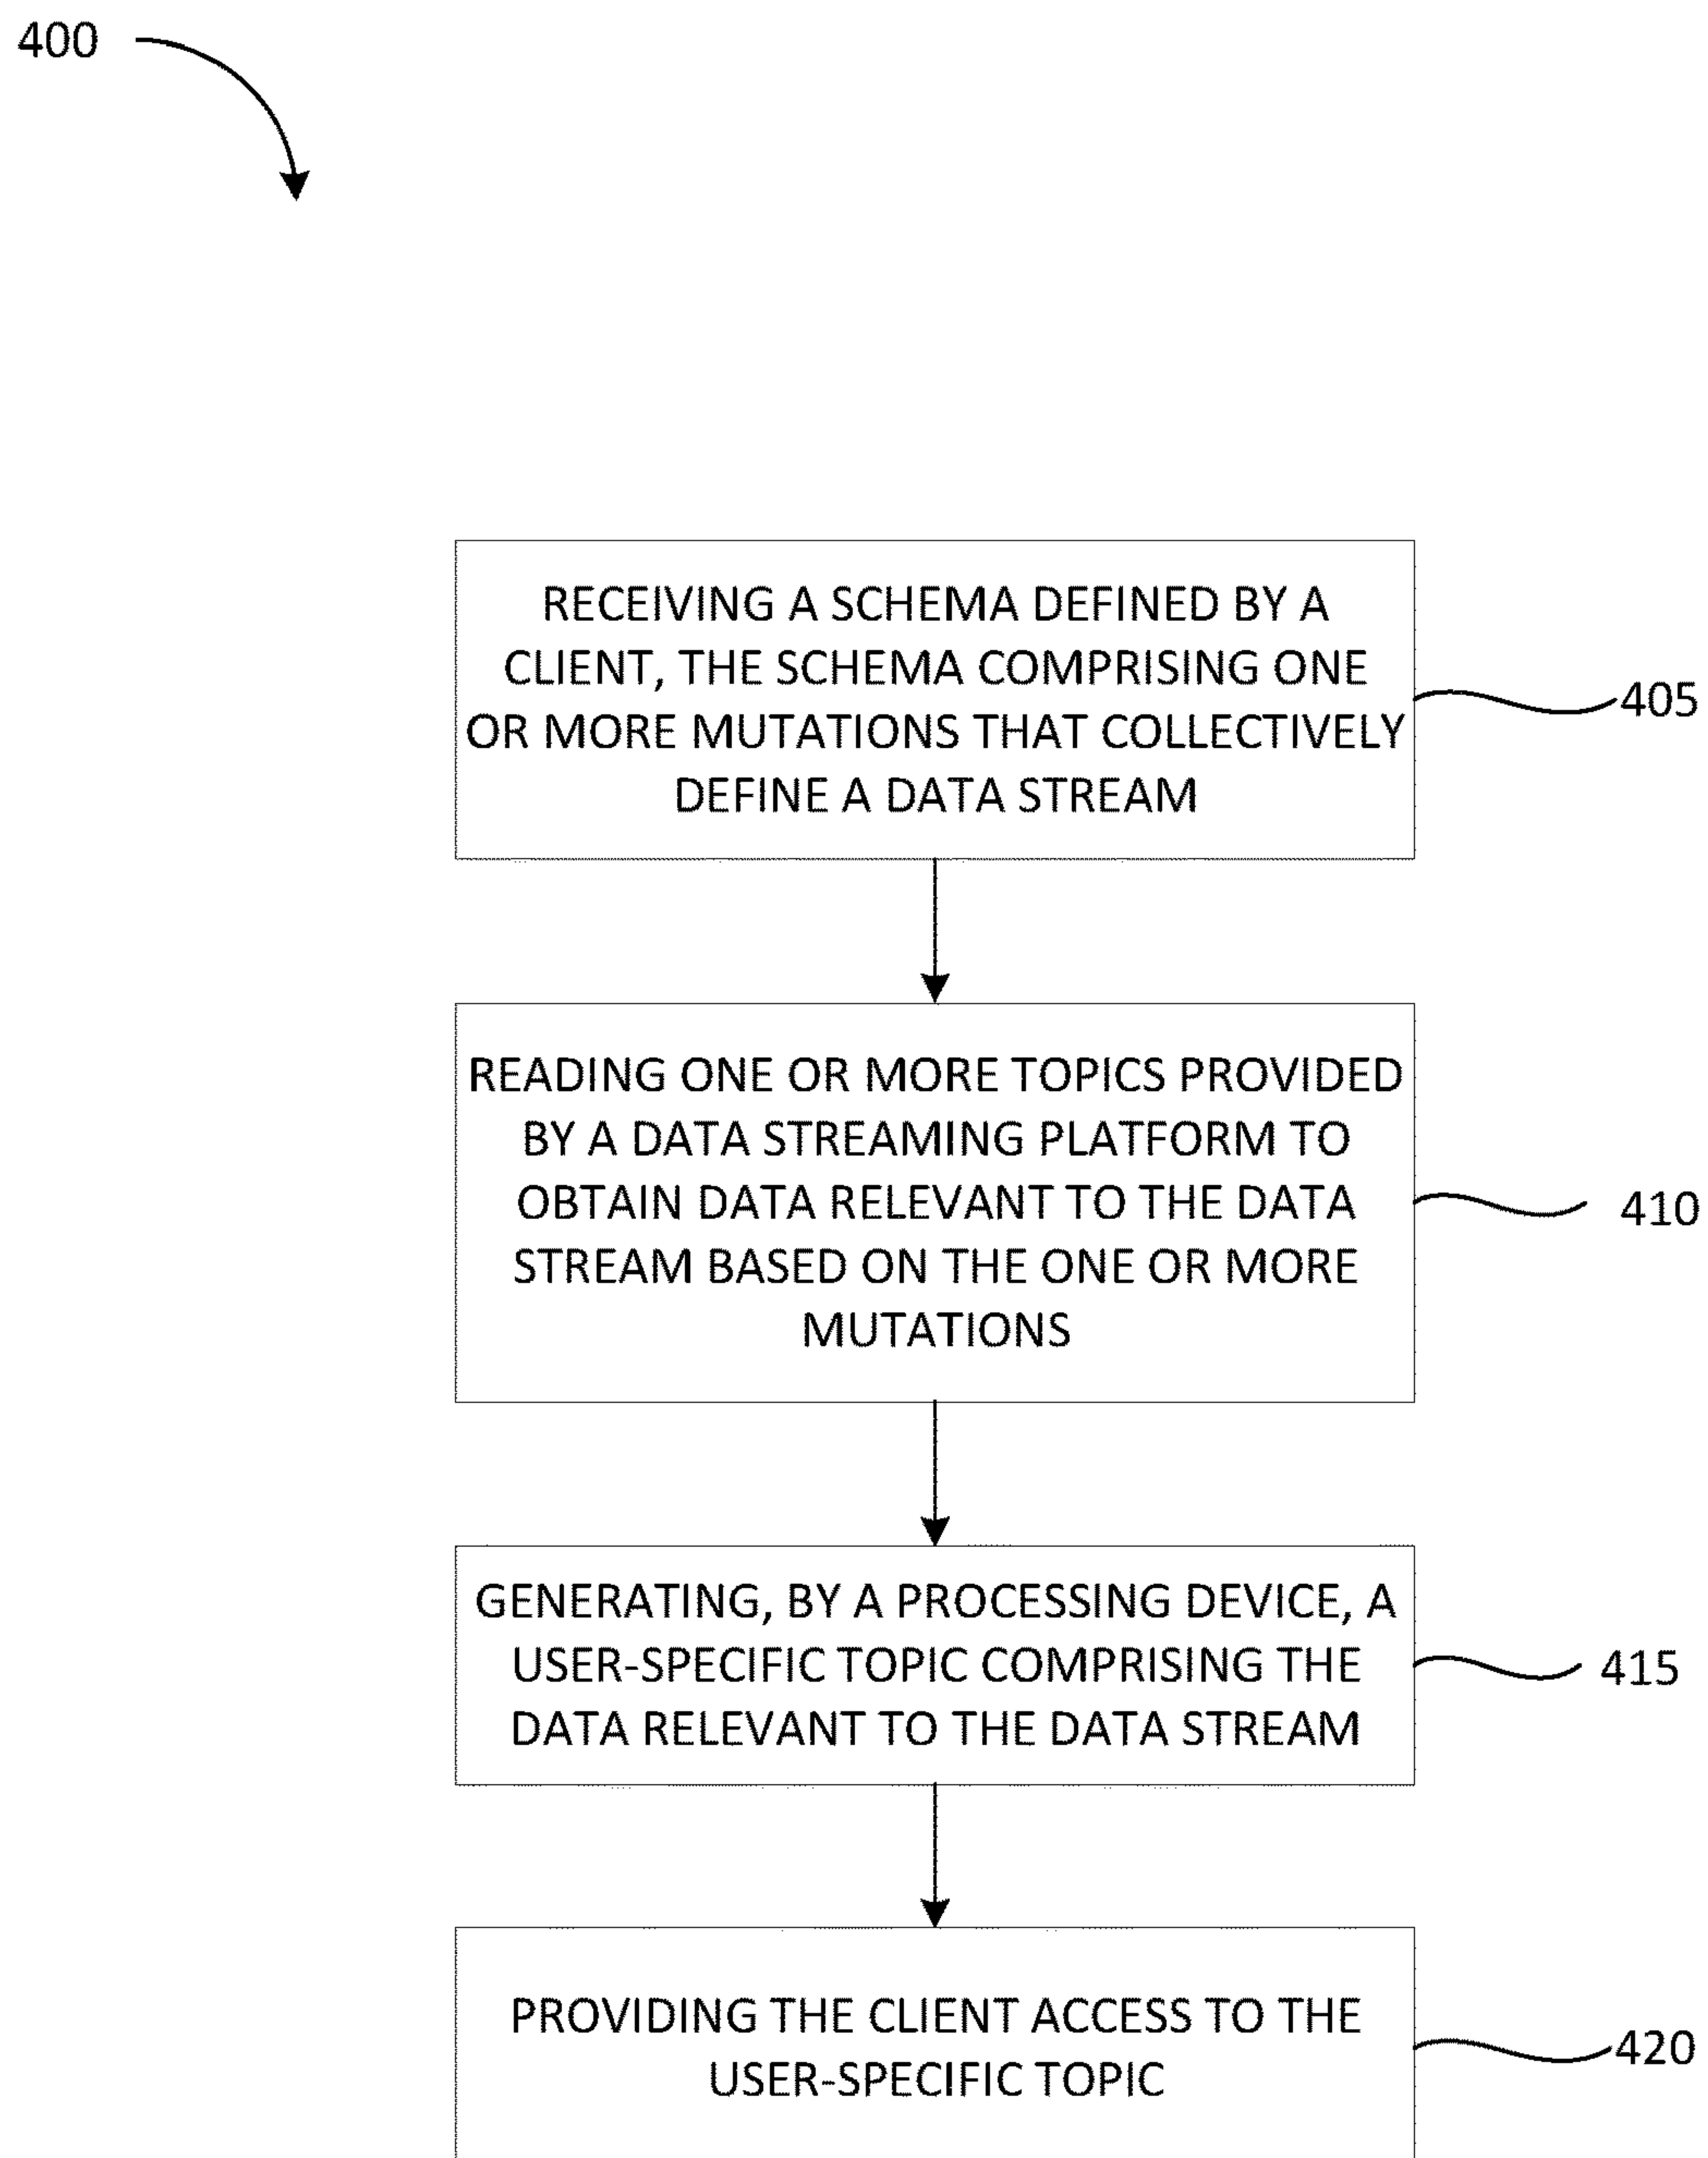 400
RECEIVING A SCHEMA DEFINED BY A
CLIENT, THE SCHEMA COMPRISING ONE
OR MORE MUTATIONS THAT COLLECTIVELY
DEFINE A DATA STREAM
405
READING ONE OR MORE TOPICS PROVIDED
BY A DATA STREAMING PLATFORM TO
OBTAIN DATA RELEVANT TO THE DATA
STREAM BASED ON THE ONE OR MORE
MUTATIONS
410
GENERATING, BY A PROCESSING DEVICE, A
USER-SPECIFIC TOPIC COMPRISING THE
DATA RELEVANT TO THE DATA STREAM
415
PROVIDING THE CLIENT ACCESS TO THE
USER-SPECIFIC TOPIC
420